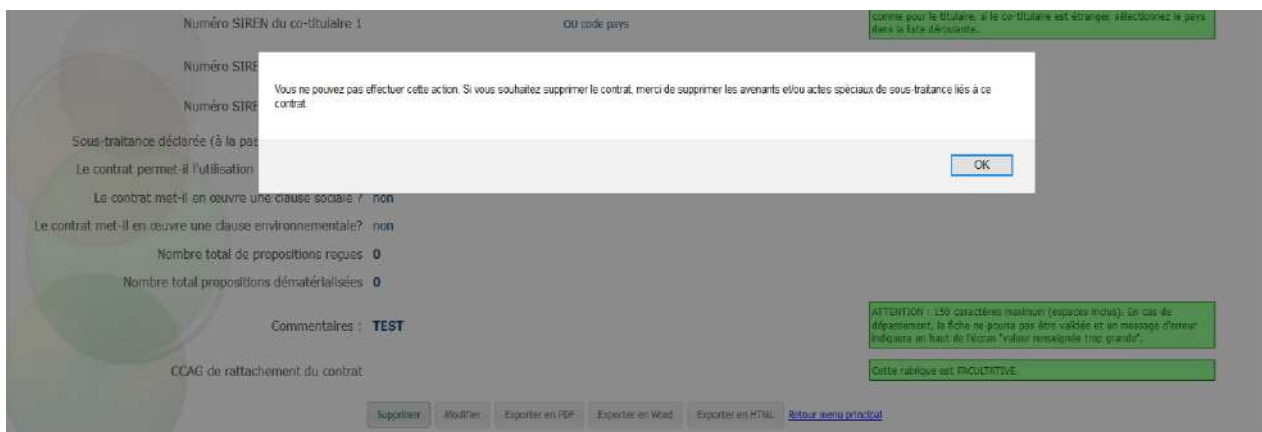 Numéro SIREN du co-titulaire 1 OU code pays
comme pour le titulaire, si le co-titulaire est étranger, sélectionnez le pays
dans la liste déroulante.
Numéro SIRE
Numéro SIRE
Vous ne pouvez pas effectuer cette action. Si vous souhaitez supprimer le contrat, merci de supprimer les avenants et/ou actes spéciaux de sous-traitance liés à ce
contrat.
OK
Sous-traitance déclarée (à la pas
Le contrat permet-il l'utilisation
Le contrat met-il en œuvre une clause sociale ? non
Le contrat met-il en œuvre une clause environnementale? non
Nombre total de propositions reçues 0
Nombre total propositions dématérialisées 0
Commentaires : TEST
ATTENTION : 150 caractères maximum (espaces inclus). En cas de
dépassement, la fiche ne pourra pas être validée et un message d'erreur
indiquera en haut de l'écran "valeur renseignée trop grande".
CCAG de rattachement du contrat
Cette rubrique est FACULTATIVE.
Supprimer Modifier Exporter en PDF Exporter en Word Exporter en HTML Retour menu principal